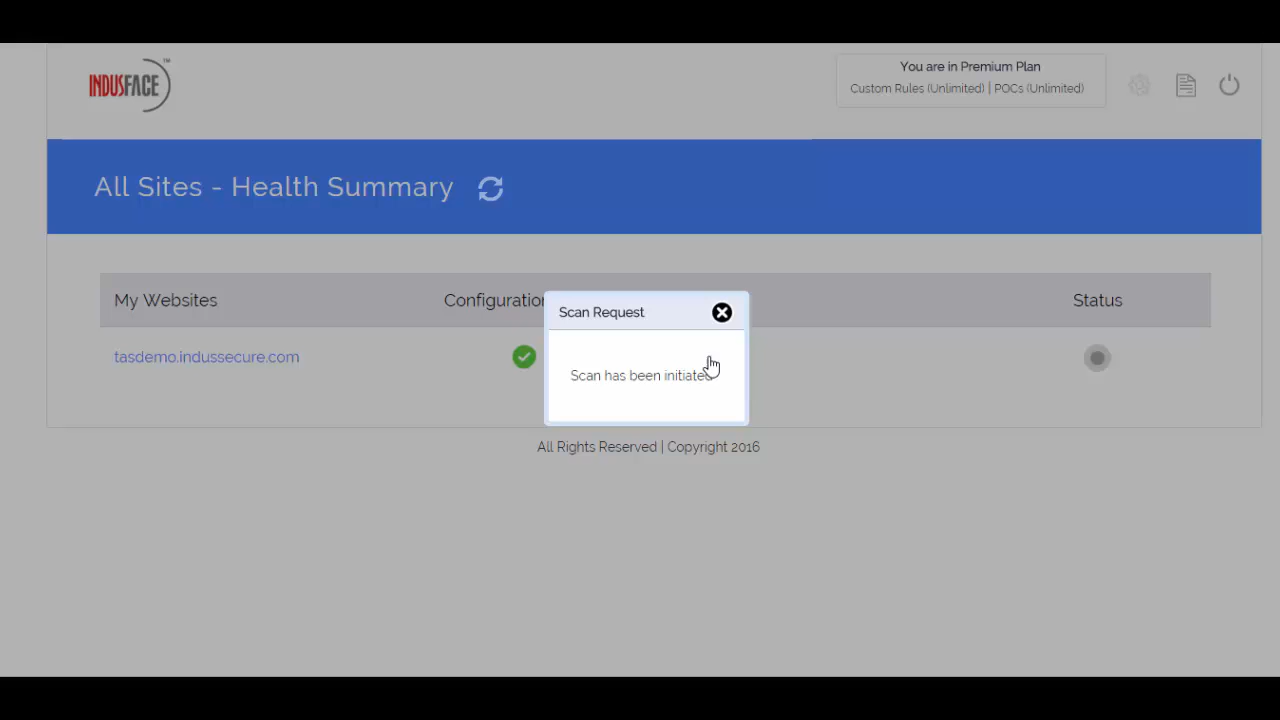 INDUSFACE™
You are in Premium Plan
Custom Rules (Unlimited) | POCs (Unlimited)
All Sites - Health Summary
My Websites Configuration Status
Scan Request
tasdemo.indussecure.com
Scan has been initiated
All Rights Reserved | Copyright 2016